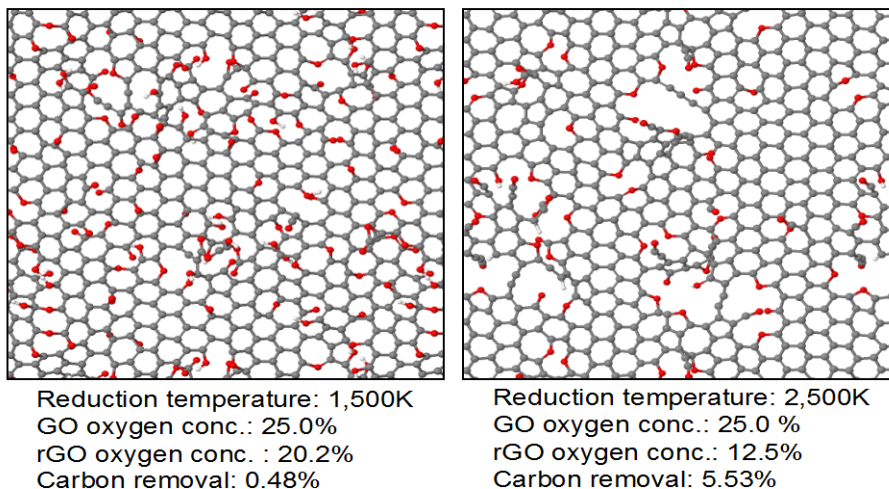 Reduction temperature: 1,500K
GO oxygen conc.: 25.0%
rGO oxygen conc. : 20.2%
Carbon removal: 0.48%
Reduction temperature: 2,500K
GO oxygen conc.: 25.0 %
rGO oxygen conc.: 12.5%
Carbon removal: 5.53%